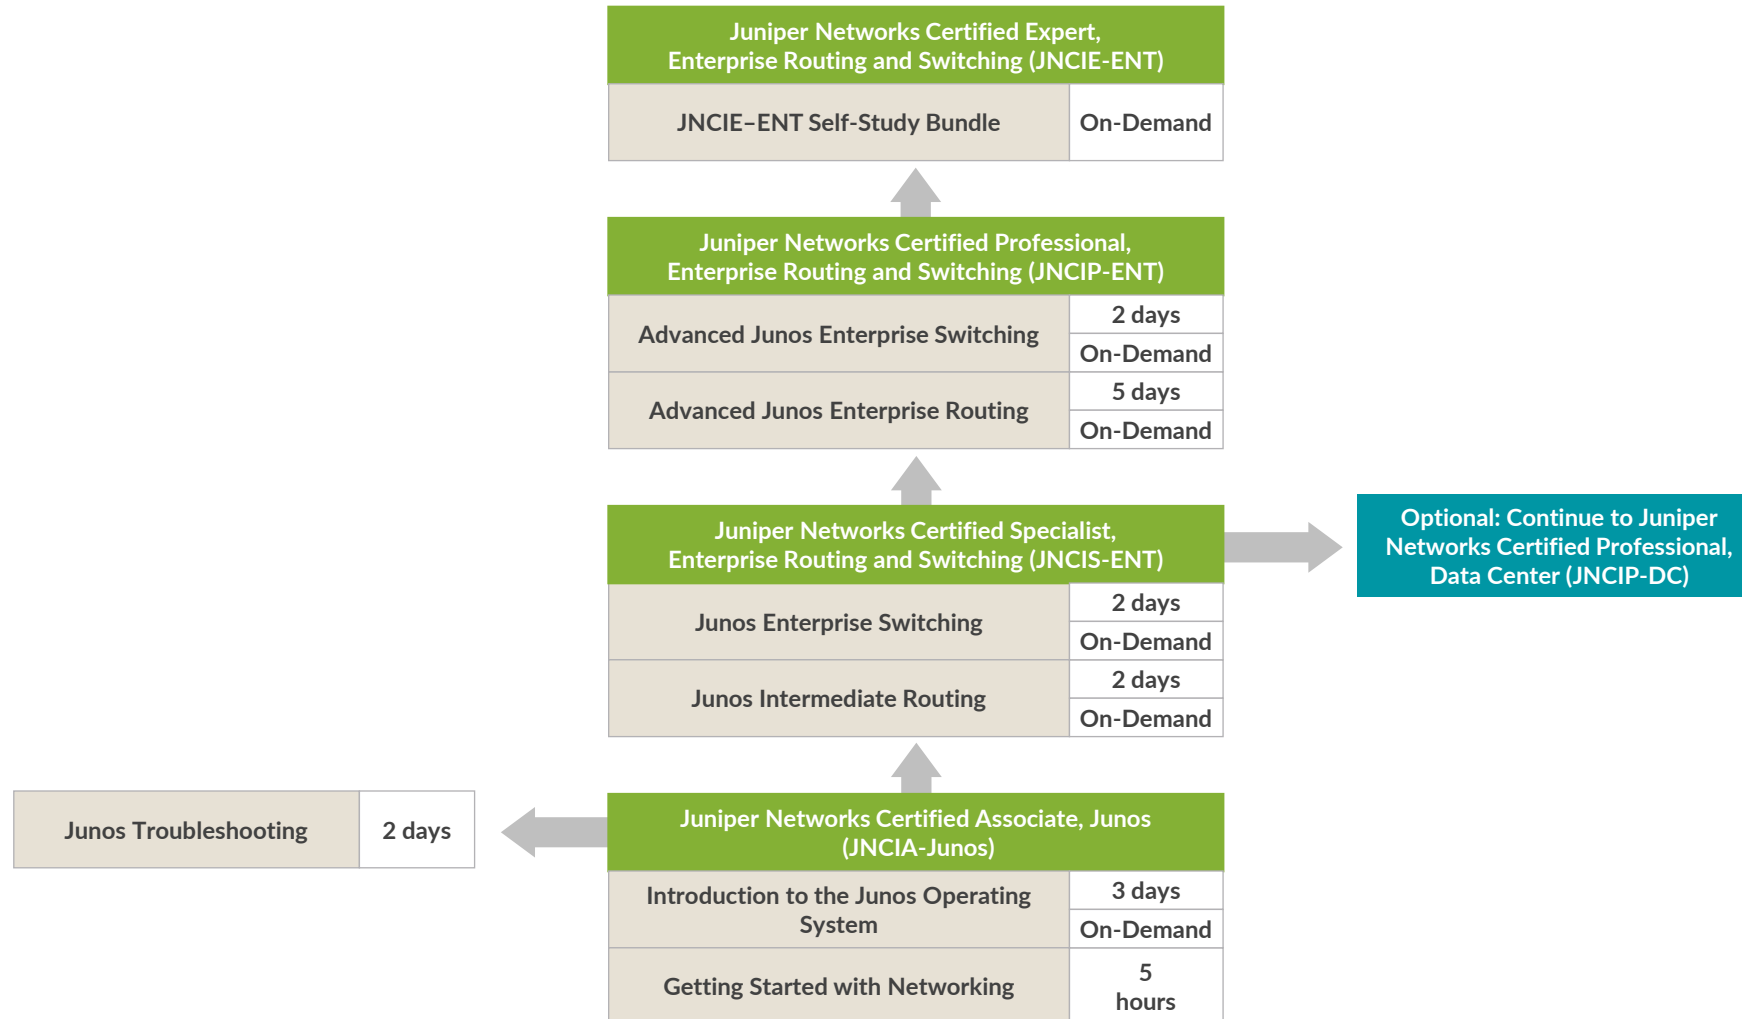 Juniper Networks Certified Expert,
Enterprise Routing and Switching (JNCIE-ENT)
JNCIE–ENT Self-Study Bundle
On-Demand
Juniper Networks Certified Professional,
Enterprise Routing and Switching (JNCIP-ENT)
Advanced Junos Enterprise Switching
2 days
On-Demand
Advanced Junos Enterprise Routing
5 days
On-Demand
Juniper Networks Certified Specialist,
Enterprise Routing and Switching (JNCIS-ENT)
Optional: Continue to Juniper
Networks Certified Professional,
Data Center (JNCIP-DC)
Junos Enterprise Switching
2 days
On-Demand
Junos Intermediate Routing
2 days
On-Demand
Junos Troubleshooting
2 days
Juniper Networks Certified Associate, Junos
(JNCIA-Junos)
Introduction to the Junos Operating
System
3 days
On-Demand
Getting Started with Networking
5
hours